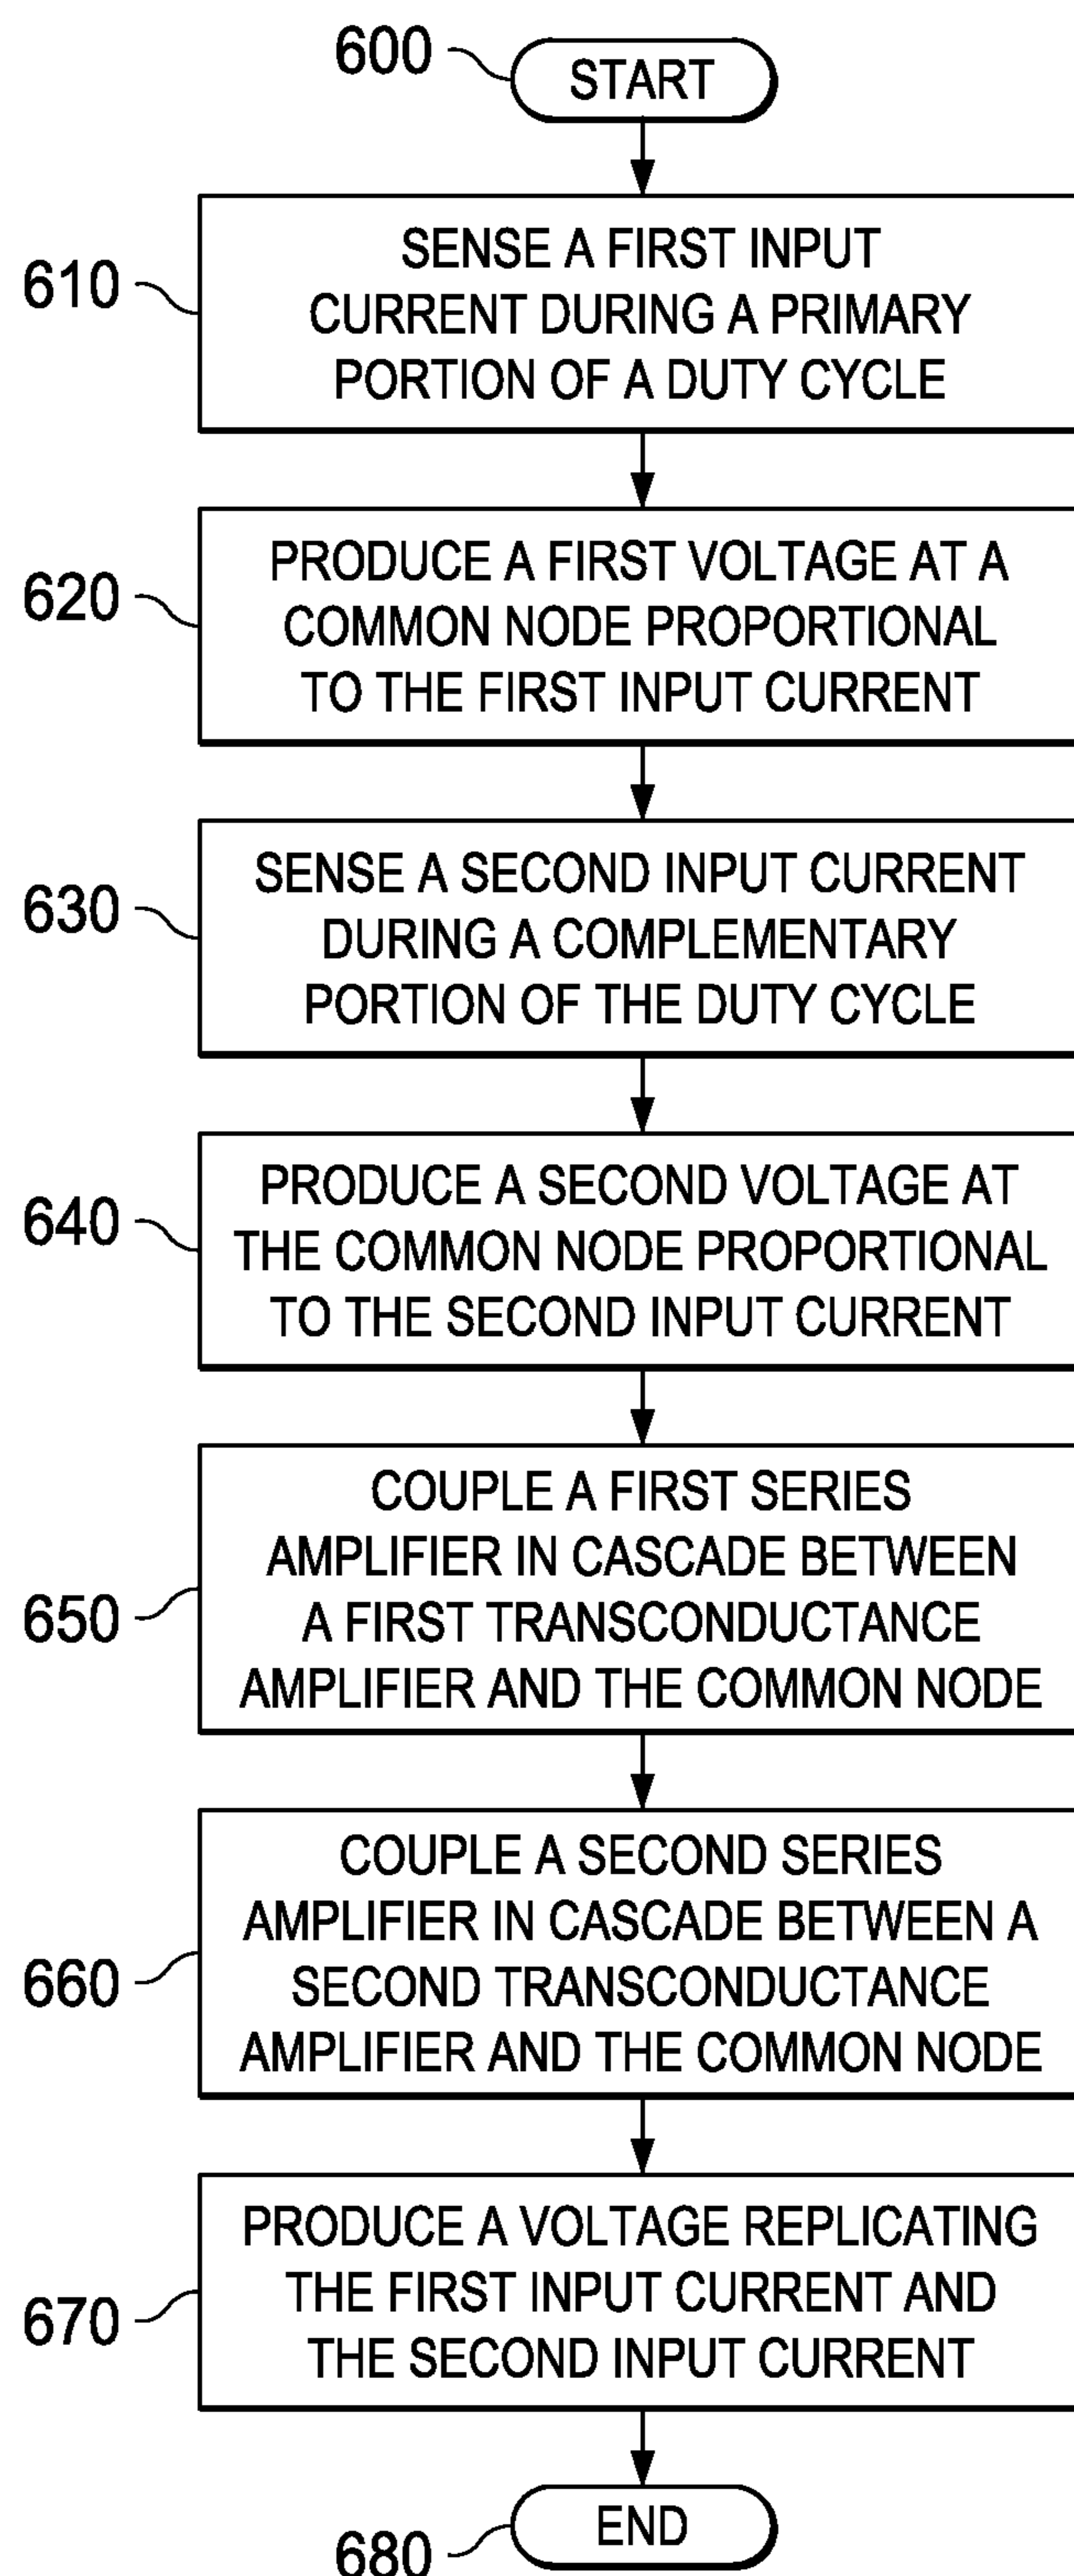 600
START
610
SENSE A FIRST INPUT
CURRENT DURING A PRIMARY
PORTION OF A DUTY CYCLE
620
PRODUCE A FIRST VOLTAGE AT A
COMMON NODE PROPORTIONAL
TO THE FIRST INPUT CURRENT
630
SENSE A SECOND INPUT CURRENT
DURING A COMPLEMENTARY
PORTION OF THE DUTY CYCLE
640
PRODUCE A SECOND VOLTAGE AT
THE COMMON NODE PROPORTIONAL
TO THE SECOND INPUT CURRENT
650
COUPLE A FIRST SERIES
AMPLIFIER IN CASCADE BETWEEN
A FIRST TRANSCONDUCTANCE
AMPLIFIER AND THE COMMON NODE
660
COUPLE A SECOND SERIES
AMPLIFIER IN CASCADE BETWEEN A
SECOND TRANSCONDUCTANCE
AMPLIFIER AND THE COMMON NODE
670
PRODUCE A VOLTAGE REPLICATING
THE FIRST INPUT CURRENT AND
THE SECOND INPUT CURRENT
680
END